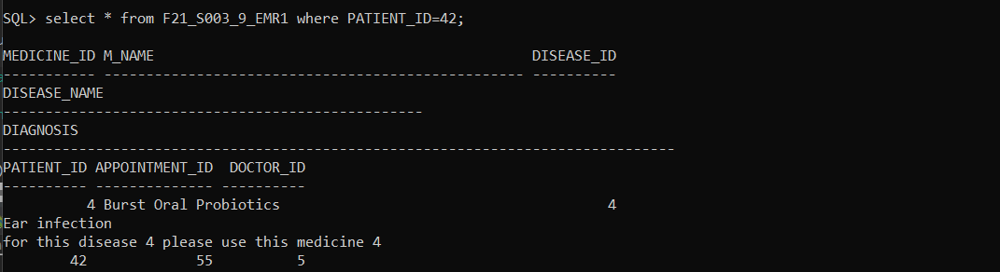 SQL> select * from F21_S003_9_EMR1 where PATIENT_ID=42;
MEDICINE_ID M_NAME DISEASE_ID
----------- -------------------------------------------------- ----------
DISEASE_NAME
--------------------------------------------------
DIAGNOSIS
--------------------------------------------------------------------------------
PATIENT_ID APPOINTMENT_ID DOCTOR_ID
---------- -------------- ----------
4 Burst Oral Probiotics 4
Ear infection
for this disease 4 please use this medicine 4
42 55 5